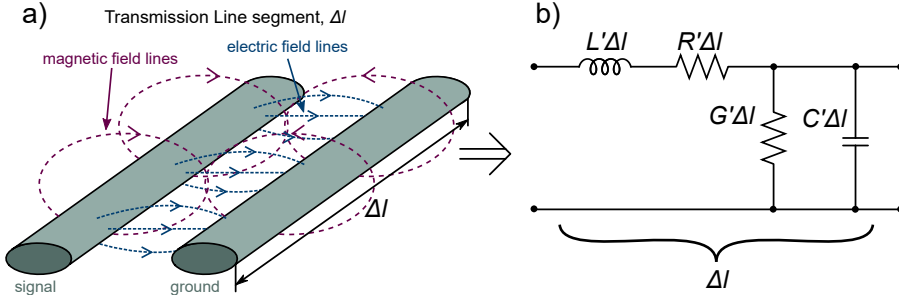 a)
Transmission Line segment, Δl
electric field lines
magnetic field lines
Δl
signal
ground
b)
L'Δl
R'Δl
G'Δl
C'Δl
Δl